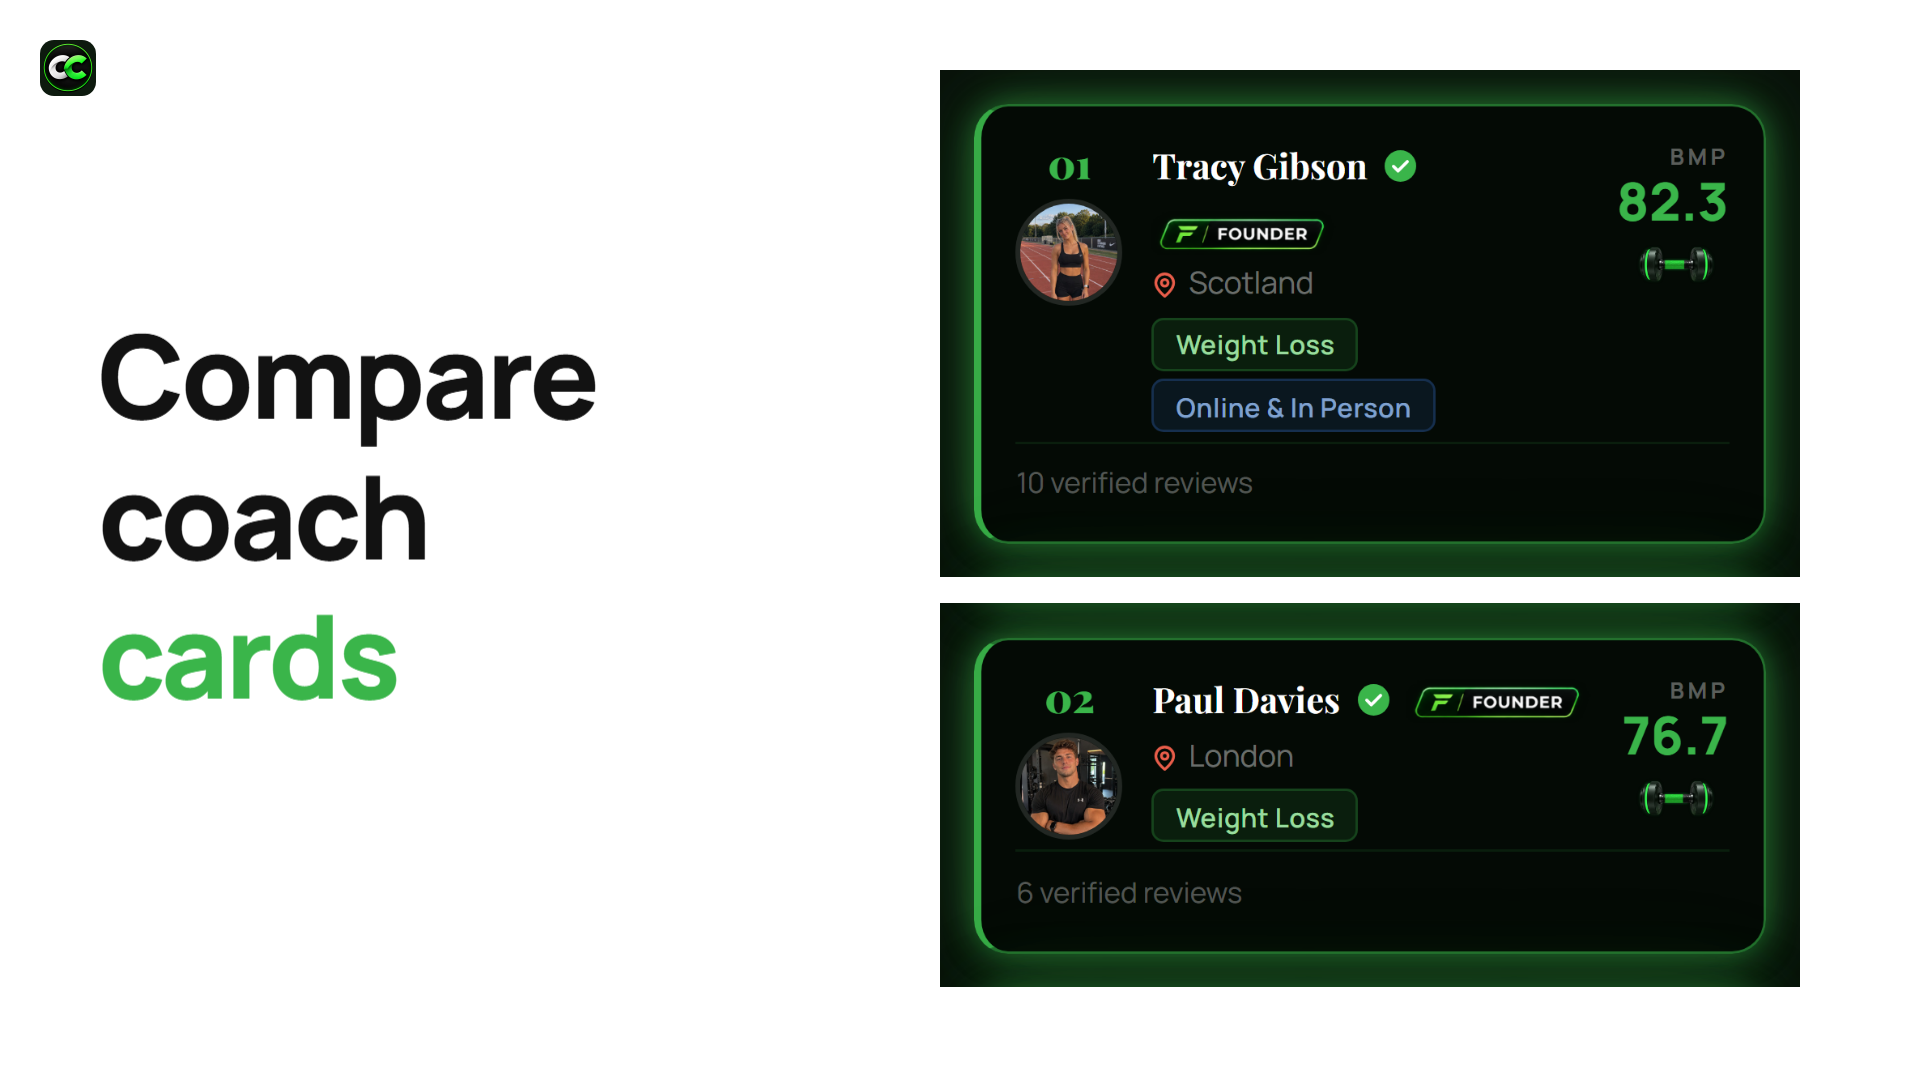 CC
Compare
coach
cards
01
Tracy Gibson
F / FOUNDER
Scotland
Weight Loss
Online & In Person
10 verified reviews
BMP
82.3
02
Paul Davies
F / FOUNDER
London
Weight Loss
6 verified reviews
BMP
76.7